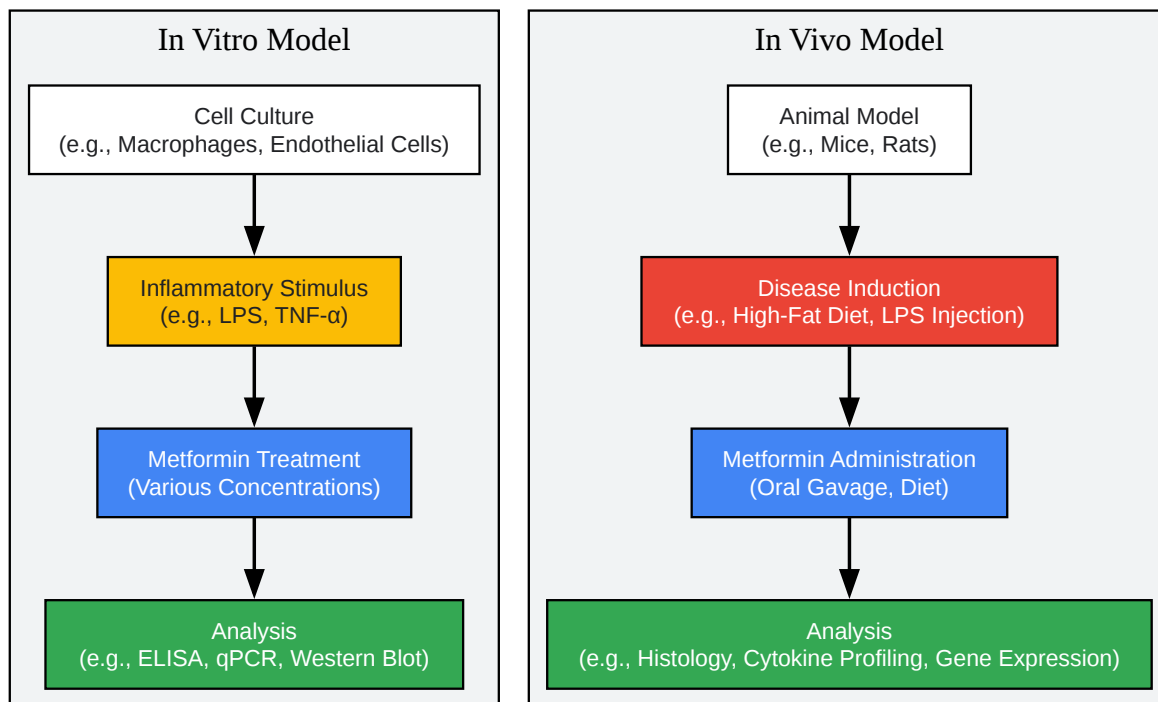 In Vitro Model
Cell Culture
(e.g., Macrophages, Endothelial Cells)
Inflammatory Stimulus
(e.g., LPS, TNF-α)
Metformin Treatment
(Various Concentrations)
Analysis
(e.g., ELISA, qPCR, Western Blot)
In Vivo Model
Animal Model
(e.g., Mice, Rats)
Disease Induction
(e.g., High-Fat Diet, LPS Injection)
Metformin Administration
(Oral Gavage, Diet)
Analysis
(e.g., Histology, Cytokine Profiling, Gene Expression)